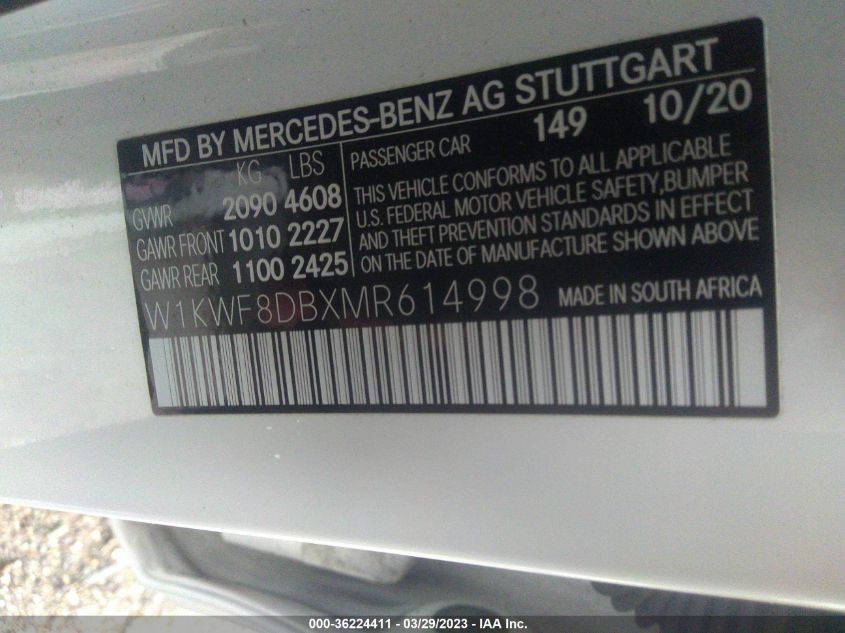 MFD BY MERCEDES-BENZ AG STUTTGART
KG LBS
GVWR 2090 4608
GAWR FRONT 1010 2227
GAWR REAR 1100 2425
PASSENGER CAR 149 10/20
THIS VEHICLE CONFORMS TO ALL APPLICABLE
U.S. FEDERAL MOTOR VEHICLE SAFETY,BUMPER
AND THEFT PREVENTION STANDARDS IN EFFECT
ON THE DATE OF MANUFACTURE SHOWN ABOVE
W1KWF8DBXMR614998 MADE IN SOUTH AFRICA
000-36224411 - 03/29/2023 - IAA Inc.